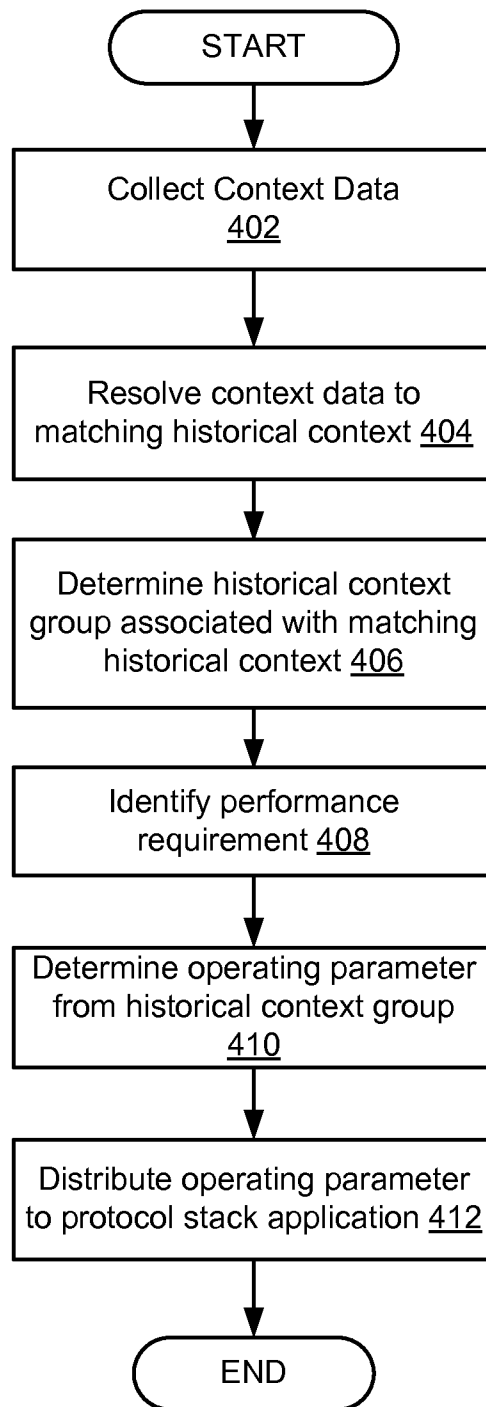 START
Collect Context Data
402
Resolve context data to
matching historical context 404
Determine historical context
group associated with matching
historical context 406
Identify performance
requirement 408
Determine operating parameter
from historical context group
410
Distribute operating parameter
to protocol stack application 412
END